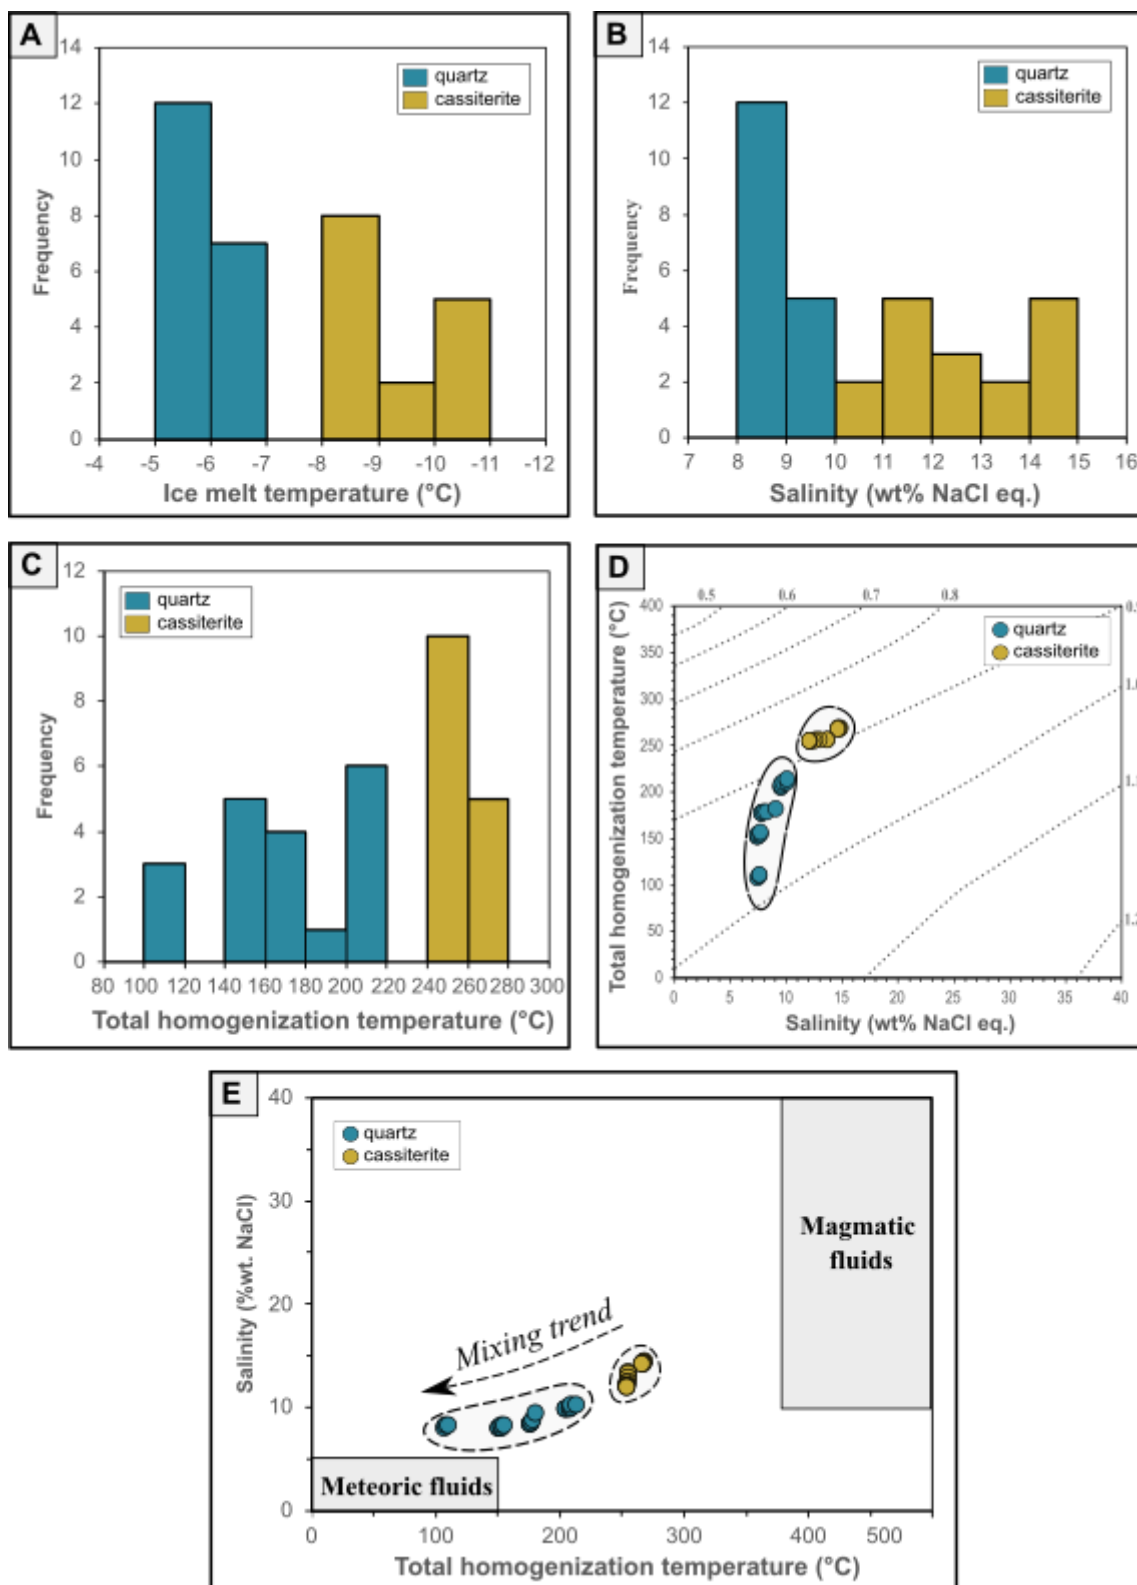 A
14
12
10
8
6
4
2
0
Frequency
quartz
cassiterite
-4 -5 -6 -7 -8 -9 -10 -11 -12
Ice melt temperature (°C)
B
14
12
10
8
6
4
2
0
Frequency
quartz
cassiterite
7 8 9 10 11 12 13 14 15 16
Salinity (wt% NaCl eq.)
C
12
10
8
6
4
2
0
Frequency
quartz
cassiterite
80 100 120 140 160 180 200 220 240 260 280 300
Total homogenization temperature (°C)
D
0.5 0.6 0.7 0.8
400
350
300
250
200
150
100
50
0
Total homogenization temperature (°C)
quartz
cassiterite
0 5 10 15 20 25 30 35 40
Salinity (wt% NaCl eq.)
E
40
30
20
10
0
Salinity (%wt. NaCl)
quartz
cassiterite
Magmatic
fluids
Mixing trend
Meteoric fluids
0 100 200 300 400 500
Total homogenization temperature (°C)